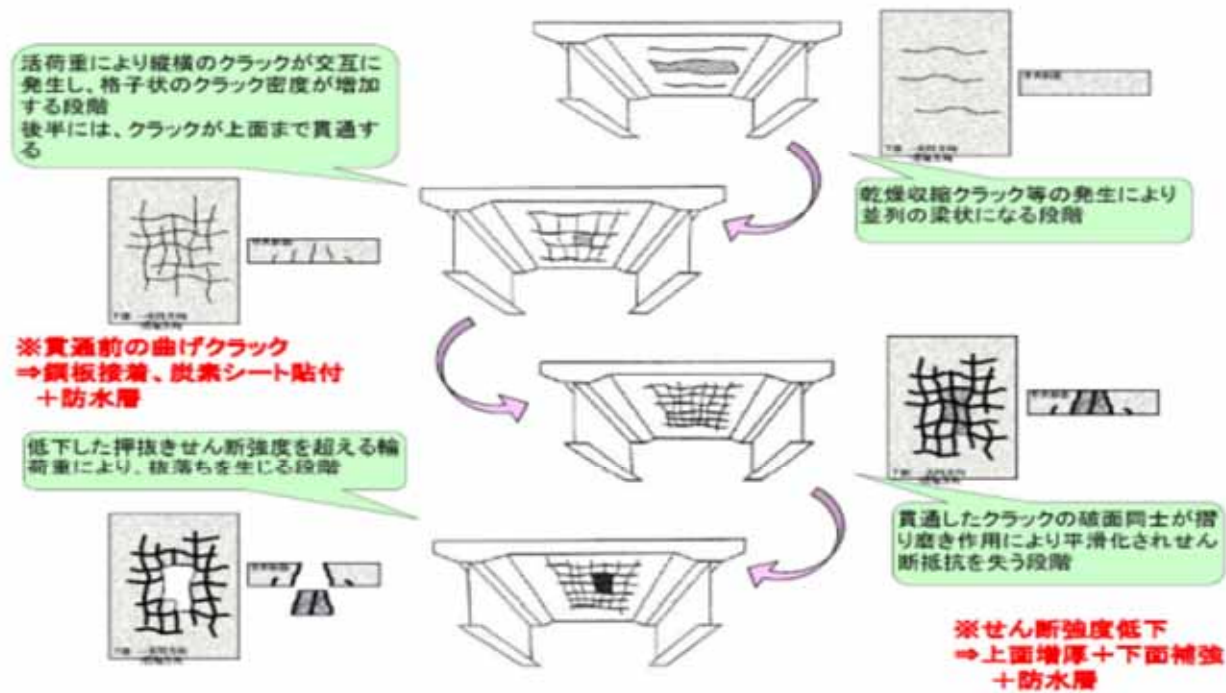 活荷重により縦横のクラックが交互に
発生し、格子状のクラック密度が増加
する段階
後半には、クラックが上面まで貫通す
る
乾燥収縮クラック等の発生により
並列の梁状になる段階
※貫通前の曲げクラック
⇒鋼板接着、炭素シート貼付
＋防水層
低下した押抜きせん断強度を超える輪
荷重により、抜落ちを生じる段階
貫通したクラックの破面同士が摺
り磨き作用により平滑化されせん
断抵抗を失う段階
※せん断強度低下
⇒上面増厚＋下面補強
＋防水層